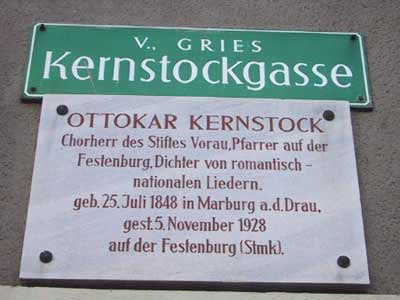 V., GRIES
Kernstockgasse
OTTOKAR KERNSTOCK
Chorherr des Stiftes Vorau, Pfarrer auf der
Festenburg, Dichter von romantisch –
nationalen Liedern.
geb. 25. Juli 1848 in Marburg a.d. Drau,
gest. 5. November 1928
auf der Festenburg (Stmk).